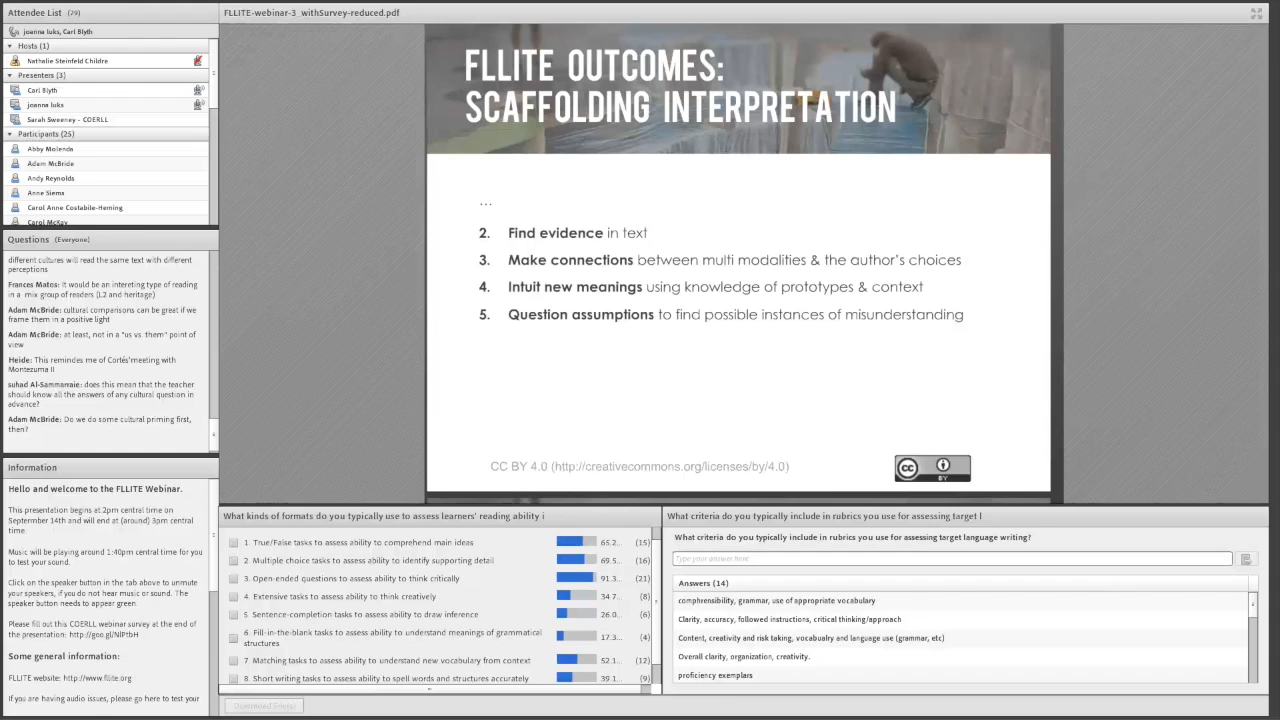 Attendee List (29)
joanna luks, Carl Blyth
Hosts (1)
Nathalie Steinfeld Childre
Presenters (3)
Carl Blyth
joanna luks
Sarah Sweeney - COERLL
Participants (25)
Abby Molenda
Adam McBride
Andy Reynolds
Anne Siems
Carol Anne Costabile-Heming
Carol McKay
Questions (Everyone)
different cultures will read the same text with different
perceptions
Frances Matos: It would be an intereting type of reading
in a mix group of readers (L2 and heritage)
Adam McBride: cultural comparisons can be great if we
frame them in a positive light
Adam McBride: at least, not in a "us vs. them" point of
view
Heide: This reminds me of Cortés'meeting with
Montezuma II
suhad Al-Sammarraie: does this mean that the teacher
should know all the answers of any cultural question in
advance?
Adam McBride: Do we do some cultural priming first,
then?
Information
Hello and welcome to the FLLITE Webinar.
This presentation begins at 2pm central time on
September 14th and will end at (around) 3pm central
time.
Music will be playing around 1:40pm central time for you
to test your sound.
Click on the speaker button in the tab above to unmute
your speakers, if you do not hear music or sound. The
speaker button needs to appear green.
Please fill out this COERLL webinar survey at the end of
the presentation: http://goo.gl/NlPtbH
Some general information:
FLLITE website: http://www.fllite.org
If you are having audio issues, please go here to test your
FLLITE-webinar-3_withSurvey-reduced.pdf
FLLITE OUTCOMES:
SCAFFOLDING INTERPRETATION
...
2. Find evidence in text
3. Make connections between multi modalities & the author's choices
4. Intuit new meanings using knowledge of prototypes & context
5. Question assumptions to find possible instances of misunderstanding
CC BY 4.0 (http://creativecommons.org/licenses/by/4.0)
cc BY
What kinds of formats do you typically use to assess learners' reading ability i
1. True/False tasks to assess ability to comprehend main ideas 65.2... (15)
2. Multiple choice tasks to assess ability to identify supporting detail 69.5... (16)
3. Open-ended questions to assess ability to think critically 91.3... (21)
4. Extensive tasks to assess ability to think creatively 34.7... (8)
5. Sentence-completion tasks to assess ability to draw inference 26.0... (6)
6. Fill-in-the-blank tasks to assess ability to understand meanings of grammatical
structures 17.3... (4)
7. Matching tasks to assess ability to understand new vocabulary from context 52.1... (12)
8. Short writing tasks to assess ability to spell words and structures accurately 39.1... (9)
Download File(s)
What criteria do you typically include in rubrics you use for assessing target l
What criteria do you typically include in rubrics you use for assessing target language writing?
Type your answer here
Answers (14)
comphrensibility, grammar, use of appropriate vocabulary
Clarity, accuracy, followed instructions, critical thinking/approach
Content, creativity and risk taking, vocbualry and language use (grammar, etc)
Overall clarity, organization, creativity.
proficiency exemplars